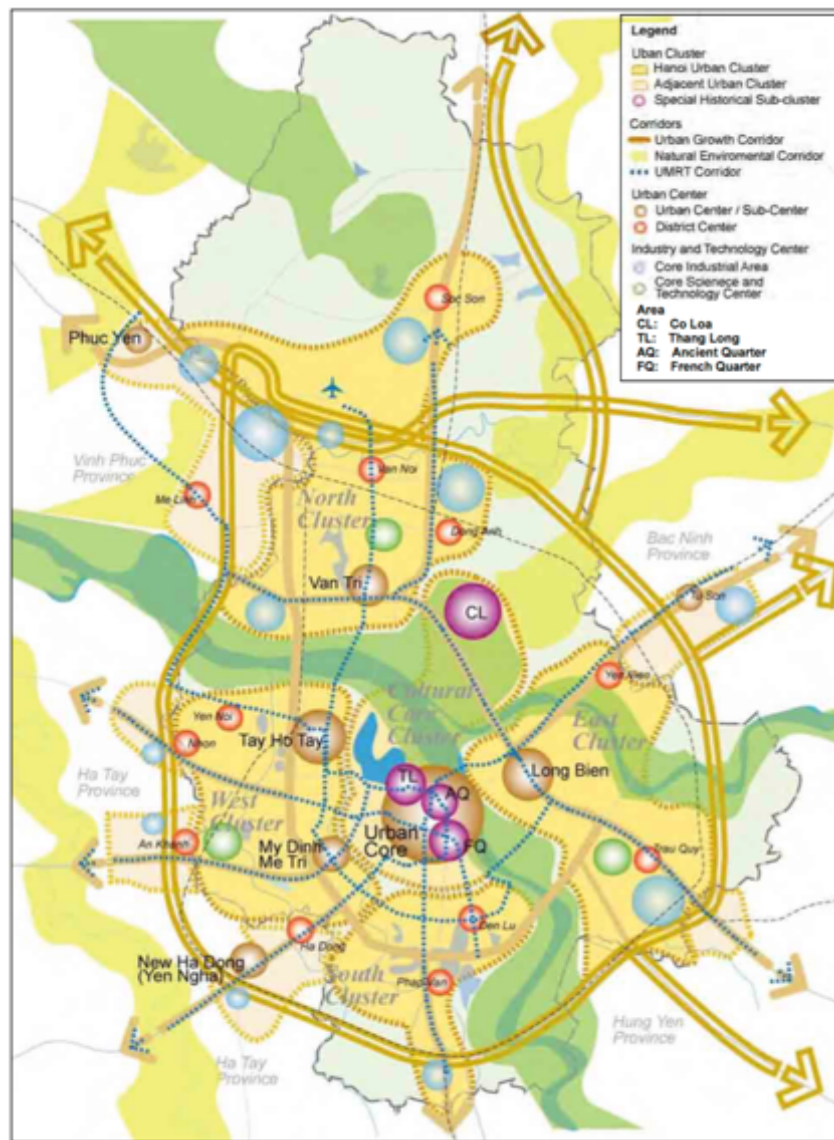 Legend
Uban Cluster
Hanoi Urban Cluster
Adjacent Urban Cluster
Special Historical Sub-cluster
Corridors
Urban Growth Corridor
Natural Enviromental Corridor
UMRT Corridor
Urban Center
Urban Center / Sub-Center
District Center
Industry and Technology Center
Core Industrial Area
Core Scienece and
Technology Center
Area
CL: Co Loa
TL: Thang Long
AQ: Ancient Quarter
FQ: French Quarter
Soc Son
Phuc Yen
Vinh Phuc
Province
Me Linh
Van Noi
North
Cluster
Dong Anh
Bac Ninh
Province
Van Tri
CL
Tu Son
Yen Vien
Cultural
Core
Cluster
East
Cluster
Yen Noi
Nhon
Tay Ho Tay
Long Bien
Ha Tay
Province
TL
AQ
West
Cluster
Urban
Core
FQ
An Khanh
My Dinh
Me Tri
Trau Quy
Den Lu
Ha Dong
New Ha Dong
(Yen Ngha)
South
Cluster
Phap Van
Hung Yen
Province
Ha Tay
Province